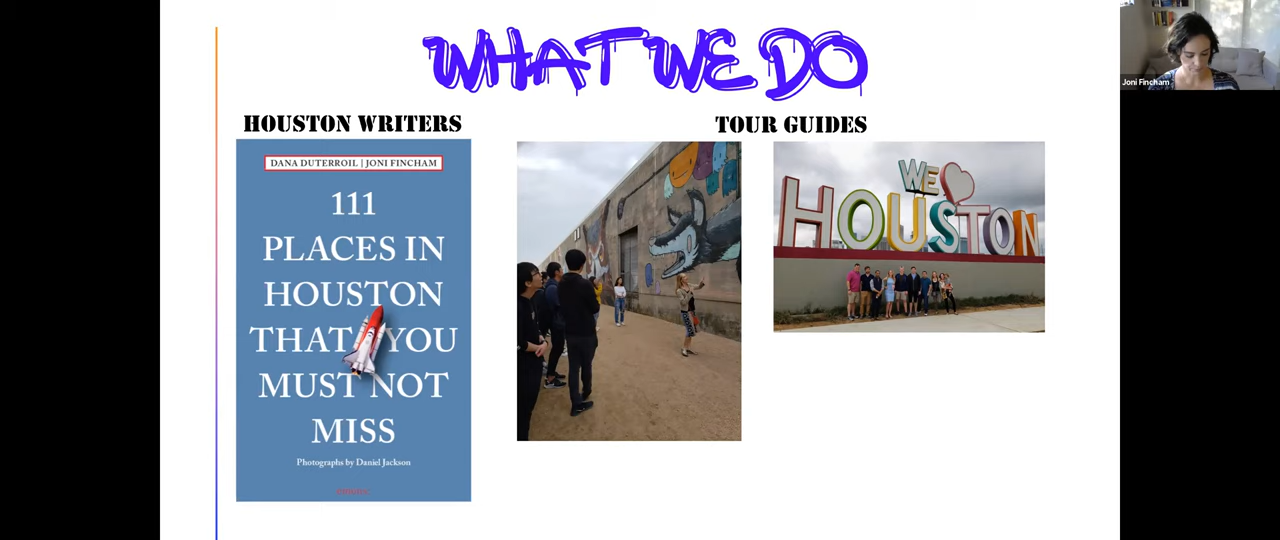 WHAT WE DO
HOUSTON WRITERS
DANA DUTERROIL | JONI FINCHAM
111
PLACES IN
HOUSTON
THAT YOU
MUST NOT
MISS
Photographs by Daniel Jackson
TOUR GUIDES
WE
HOUSTON
Joni Fincham